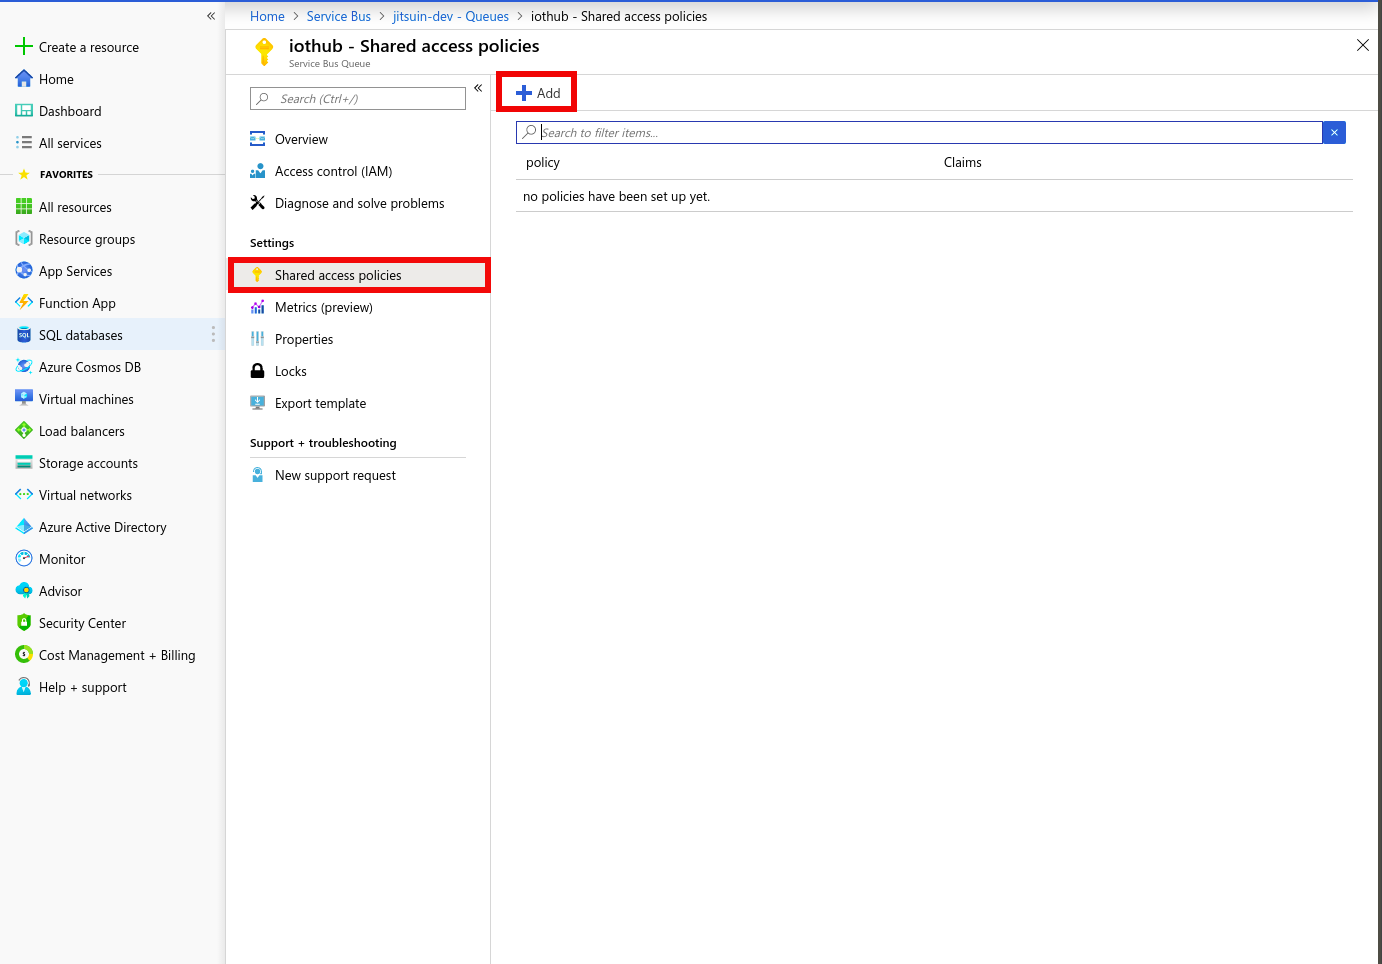 «
Create a resource
Home
Dashboard
All services
FAVORITES
All resources
Resource groups
App Services
Function App
SQL databases
Azure Cosmos DB
Virtual machines
Load balancers
Storage accounts
Virtual networks
Azure Active Directory
Monitor
Advisor
Security Center
Cost Management + Billing
Help + support
Home > Service Bus > jitsuin-dev - Queues > iothub - Shared access policies
iothub - Shared access policies
Service Bus Queue
Search (Ctrl+/)
«
Overview
Access control (IAM)
Diagnose and solve problems
Settings
Shared access policies
Metrics (preview)
Properties
Locks
Export template
Support + troubleshooting
New support request
Add
Search to filter items...
policy Claims
no policies have been set up yet.